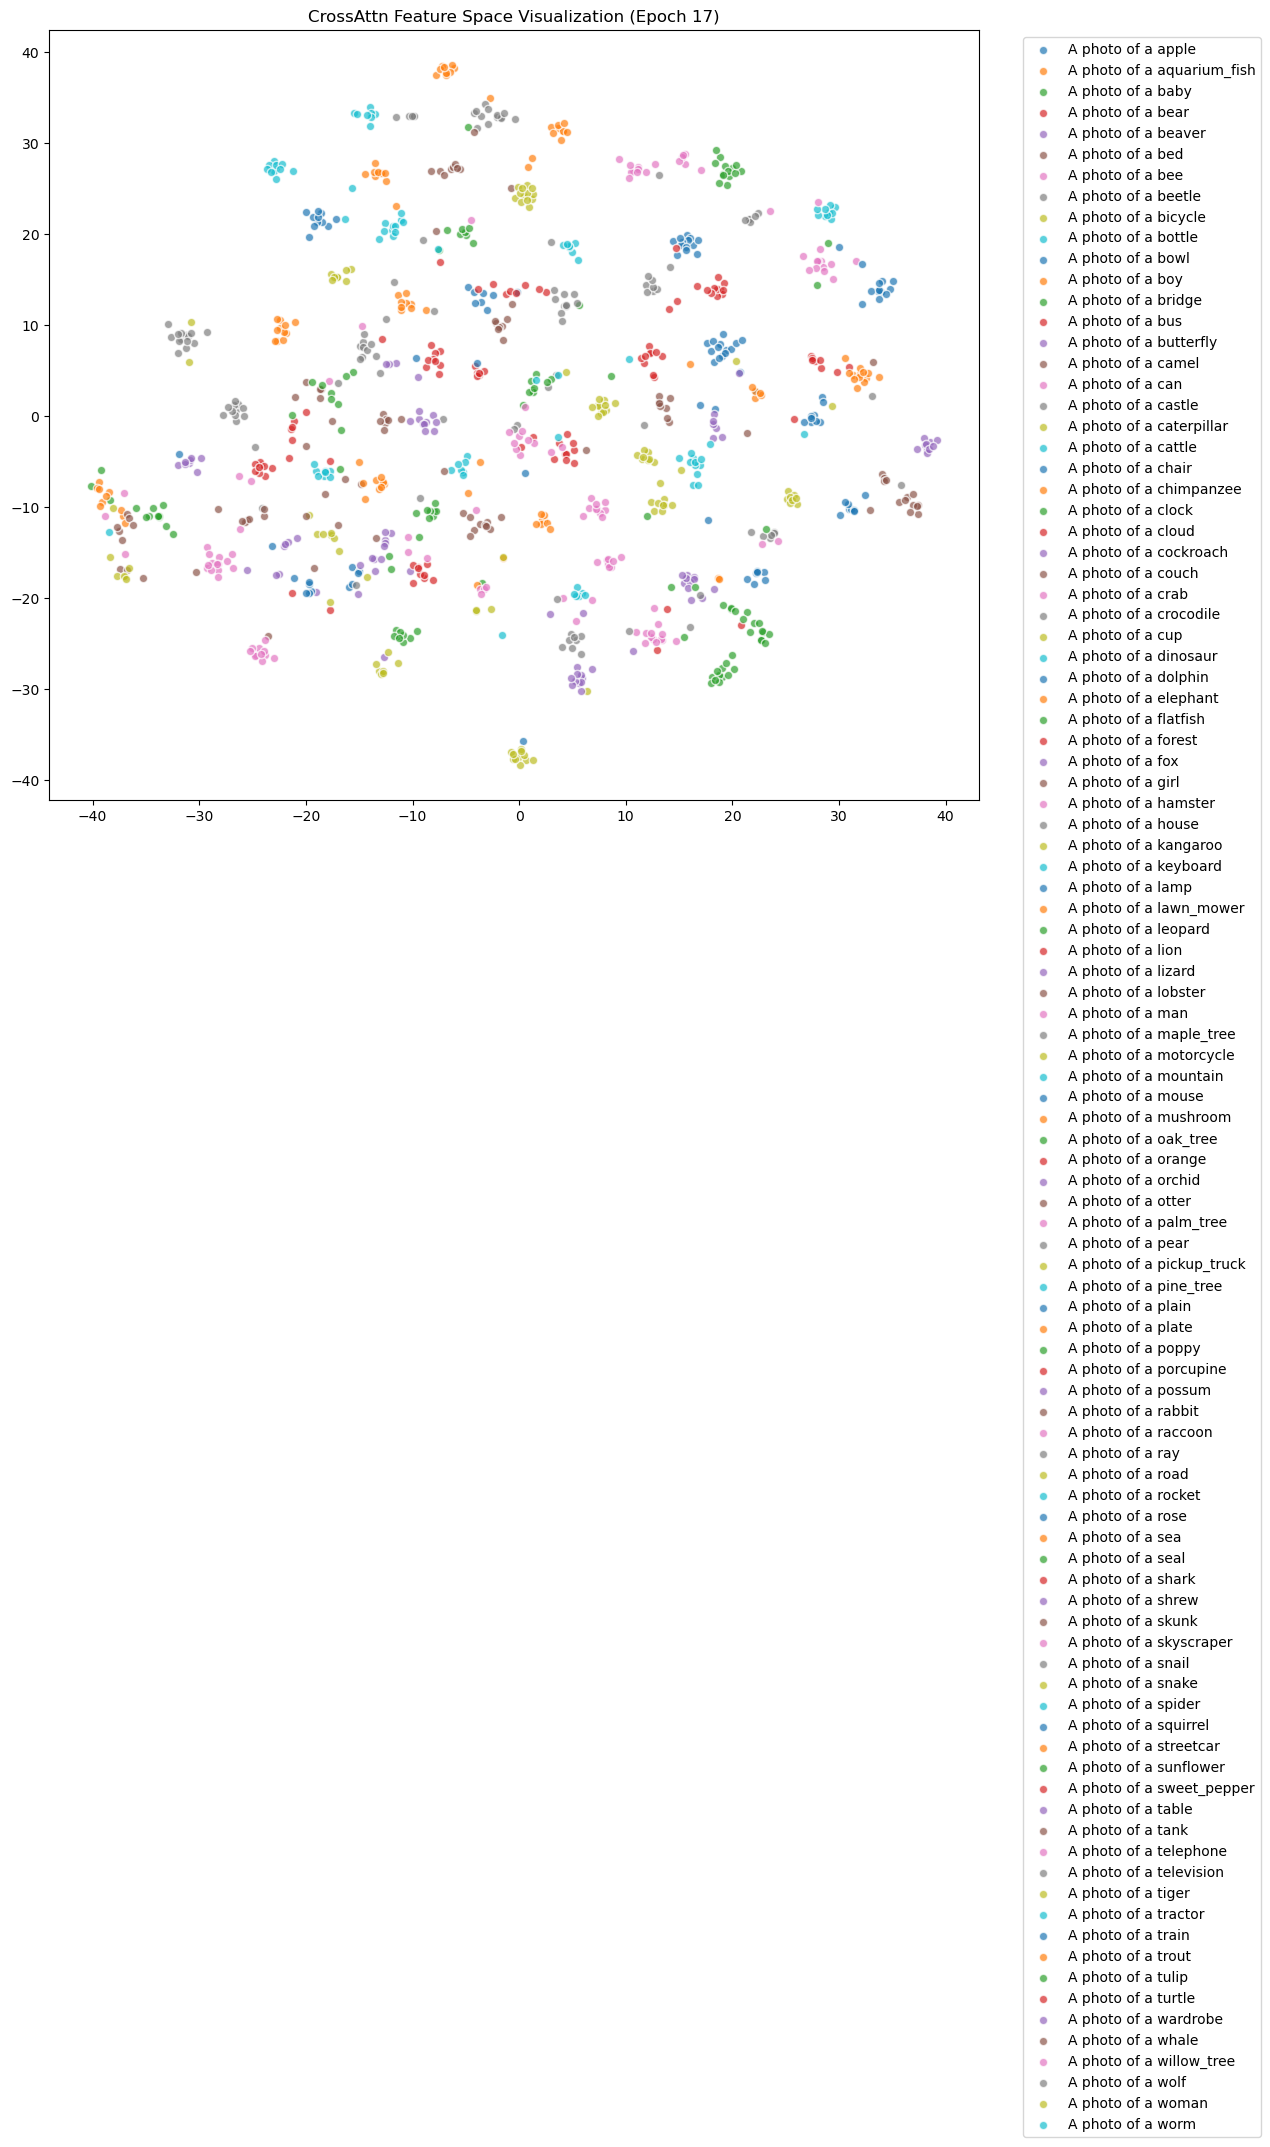 CrossAttn Feature Space Visualization (Epoch 17)
40
30
20
10
0
−10
−20
−30
−40
−40 −30 −20 −10 0 10 20 30 40
A photo of a apple
A photo of a aquarium_fish
A photo of a baby
A photo of a bear
A photo of a beaver
A photo of a bed
A photo of a bee
A photo of a beetle
A photo of a bicycle
A photo of a bottle
A photo of a bowl
A photo of a boy
A photo of a bridge
A photo of a bus
A photo of a butterfly
A photo of a camel
A photo of a can
A photo of a castle
A photo of a caterpillar
A photo of a cattle
A photo of a chair
A photo of a chimpanzee
A photo of a clock
A photo of a cloud
A photo of a cockroach
A photo of a couch
A photo of a crab
A photo of a crocodile
A photo of a cup
A photo of a dinosaur
A photo of a dolphin
A photo of a elephant
A photo of a flatfish
A photo of a forest
A photo of a fox
A photo of a girl
A photo of a hamster
A photo of a house
A photo of a kangaroo
A photo of a keyboard
A photo of a lamp
A photo of a lawn_mower
A photo of a leopard
A photo of a lion
A photo of a lizard
A photo of a lobster
A photo of a man
A photo of a maple_tree
A photo of a motorcycle
A photo of a mountain
A photo of a mouse
A photo of a mushroom
A photo of a oak_tree
A photo of a orange
A photo of a orchid
A photo of a otter
A photo of a palm_tree
A photo of a pear
A photo of a pickup_truck
A photo of a pine_tree
A photo of a plain
A photo of a plate
A photo of a poppy
A photo of a porcupine
A photo of a possum
A photo of a rabbit
A photo of a raccoon
A photo of a ray
A photo of a road
A photo of a rocket
A photo of a rose
A photo of a sea
A photo of a seal
A photo of a shark
A photo of a shrew
A photo of a skunk
A photo of a skyscraper
A photo of a snail
A photo of a snake
A photo of a spider
A photo of a squirrel
A photo of a streetcar
A photo of a sunflower
A photo of a sweet_pepper
A photo of a table
A photo of a tank
A photo of a telephone
A photo of a television
A photo of a tiger
A photo of a tractor
A photo of a train
A photo of a trout
A photo of a tulip
A photo of a turtle
A photo of a wardrobe
A photo of a whale
A photo of a willow_tree
A photo of a wolf
A photo of a woman
A photo of a worm